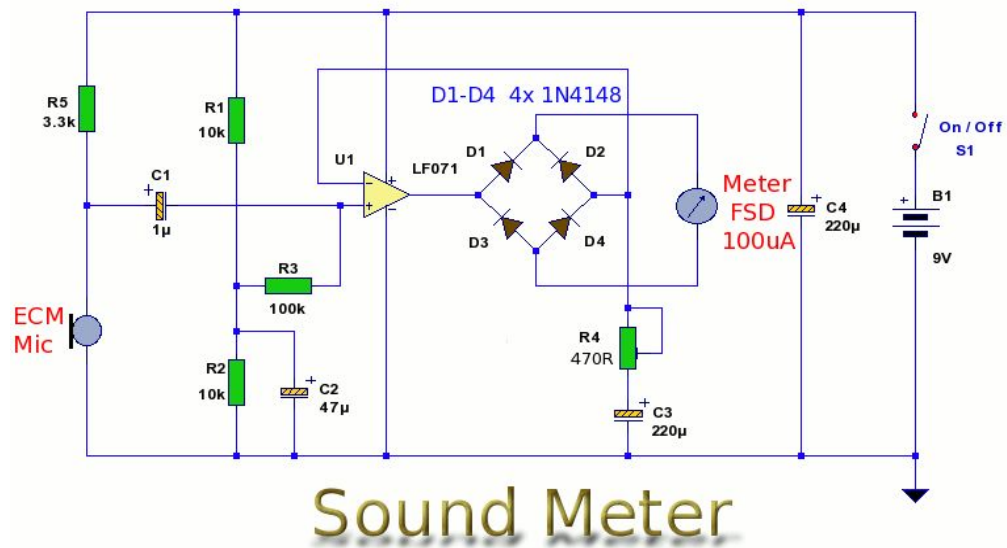 D1-D4 4x 1N4148
R5
3.3k
R1
10k
On / Off
S1
U1
LF071
D1
D2
C1
+
1µ
−
+
+
−
Meter
FSD
100uA
+
C4
220µ
+
B1
9V
D3
D4
R3
100k
ECM
Mic
R4
470R
R2
10k
+
C2
47µ
+
C3
220µ
Sound Meter